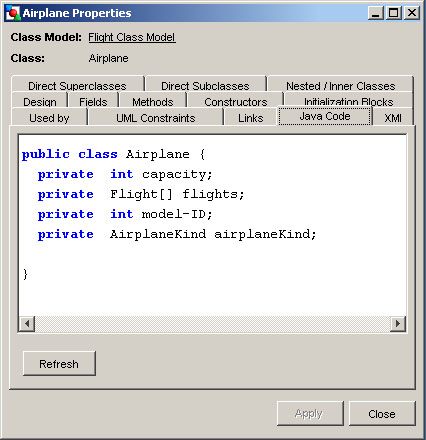 Airplane Properties
Class Model: Flight Class Model
Class: Airplane
Direct Superclasses Direct Subclasses Nested / Inner Classes
Design Fields Methods Constructors Initialization Blocks
Used by UML Constraints Links Java Code XMI
public class Airplane {
private int capacity;
private Flight[] flights;
private int model-ID;
private AirplaneKind airplaneKind;
}
Refresh
Apply Close